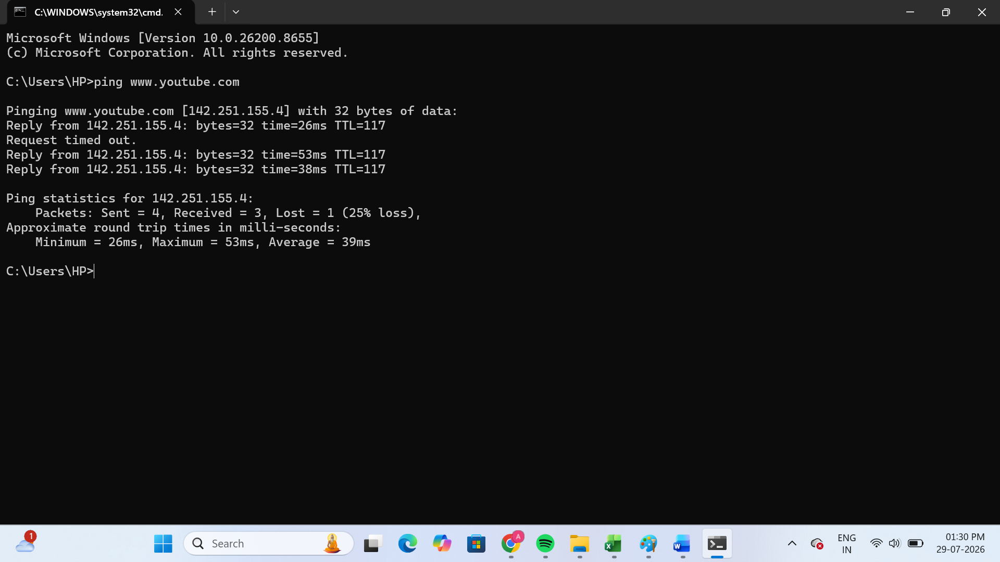 C:\WINDOWS\system32\cmd.
Microsoft Windows [Version 10.0.26200.8655]
(c) Microsoft Corporation. All rights reserved.
C:\Users\HP>ping www.youtube.com
Pinging www.youtube.com [142.251.155.4] with 32 bytes of data:
Reply from 142.251.155.4: bytes=32 time=26ms TTL=117
Request timed out.
Reply from 142.251.155.4: bytes=32 time=53ms TTL=117
Reply from 142.251.155.4: bytes=32 time=38ms TTL=117
Ping statistics for 142.251.155.4:
    Packets: Sent = 4, Received = 3, Lost = 1 (25% loss),
Approximate round trip times in milli-seconds:
    Minimum = 26ms, Maximum = 53ms, Average = 39ms
C:\Users\HP>
1
Search
A
X
W
ENG
IN
01:30 PM
29-07-2026